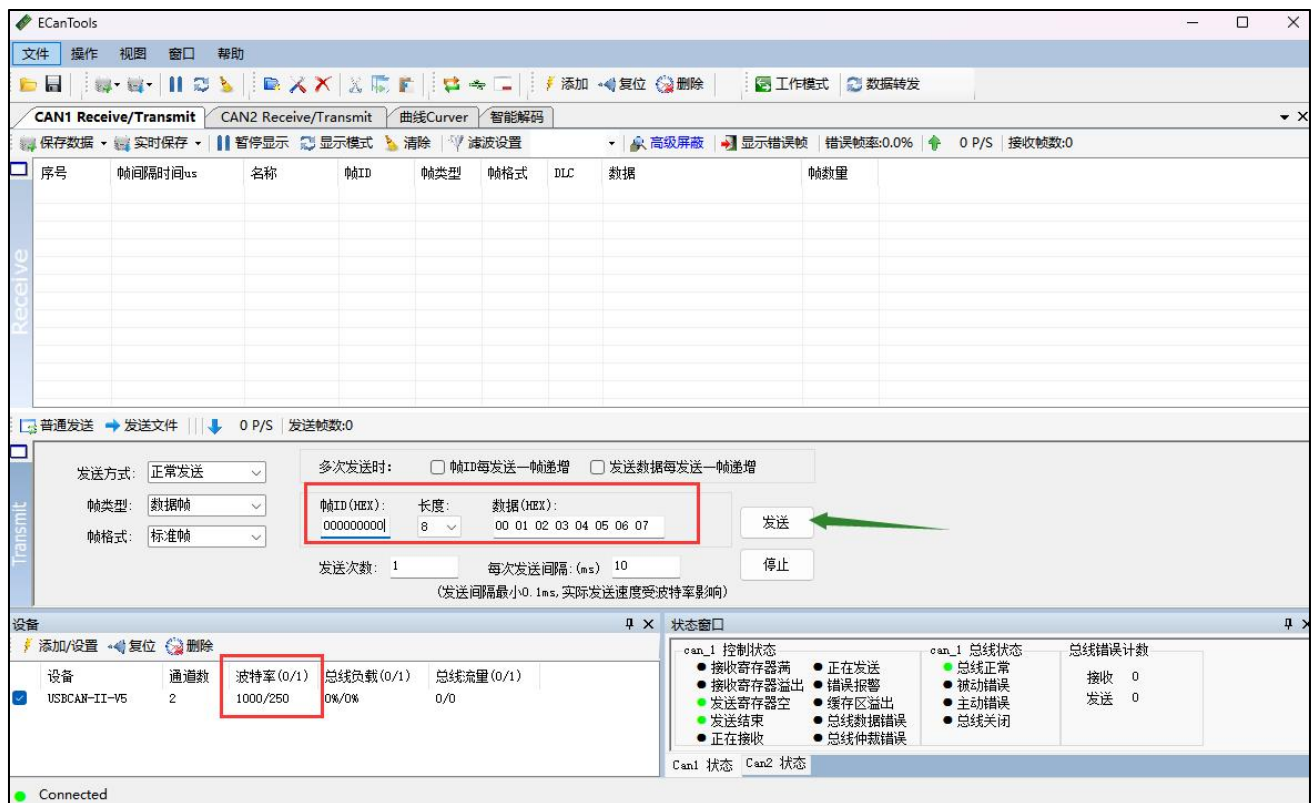 ECanTools
文件 操作 视图 窗口 帮助
添加 复位 删除 工作模式 数据转发
CAN1 Receive/Transmit CAN2 Receive/Transmit 曲线Curver 智能解码
保存数据 实时保存 暂停显示 显示模式 清除 滤波设置 高级屏蔽 显示错误帧 错误帧率:0.0% 0 P/S 接收帧数:0
序号 帧间隔时间us 名称 帧ID 帧类型 帧格式 DLC 数据 帧数量
Receive
普通发送 发送文件 0 P/S 发送帧数:0
Transmit
发送方式: 正常发送 多次发送时: 帧ID每发送一帧递增 发送数据每发送一帧递增
帧类型: 数据帧 帧ID(HEX): 长度: 数据(HEX):
000000000 8 00 01 02 03 04 05 06 07 发送
帧格式: 标准帧
发送次数: 1 每次发送间隔:(ms) 10 停止
(发送间隔最小0.1ms,实际发送速度受波特率影响)
设备
添加/设置 复位 删除
设备 通道数 波特率(0/1) 总线负载(0/1) 总线流量(0/1)
USBCAN-II-V5 2 1000/250 0%/0% 0/0
状态窗口
can_1 控制状态
接收寄存器满 正在发送
接收寄存器溢出 错误报警
发送寄存器空 缓存区溢出
发送结束 总线数据错误
正在接收 总线仲裁错误
can_1 总线状态
总线正常
被动错误
主动错误
总线关闭
总线错误计数
接收 0
发送 0
Can1 状态 Can2 状态
Connected